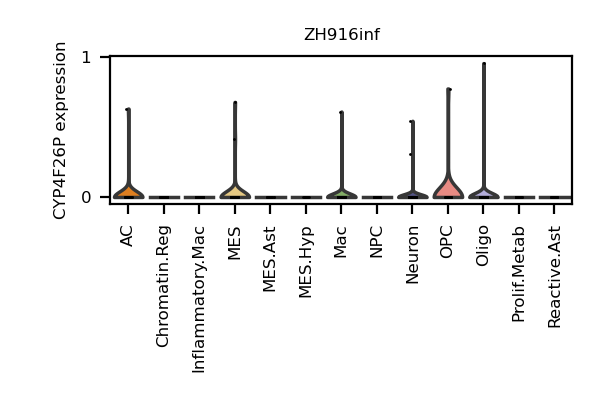 ZH916inf
CYP4F26P expression
1
0
AC
Chromatin.Reg
Inflammatory.Mac
MES
MES.Ast
MES.Hyp
Mac
NPC
Neuron
OPC
Oligo
Prolif.Metab
Reactive.Ast